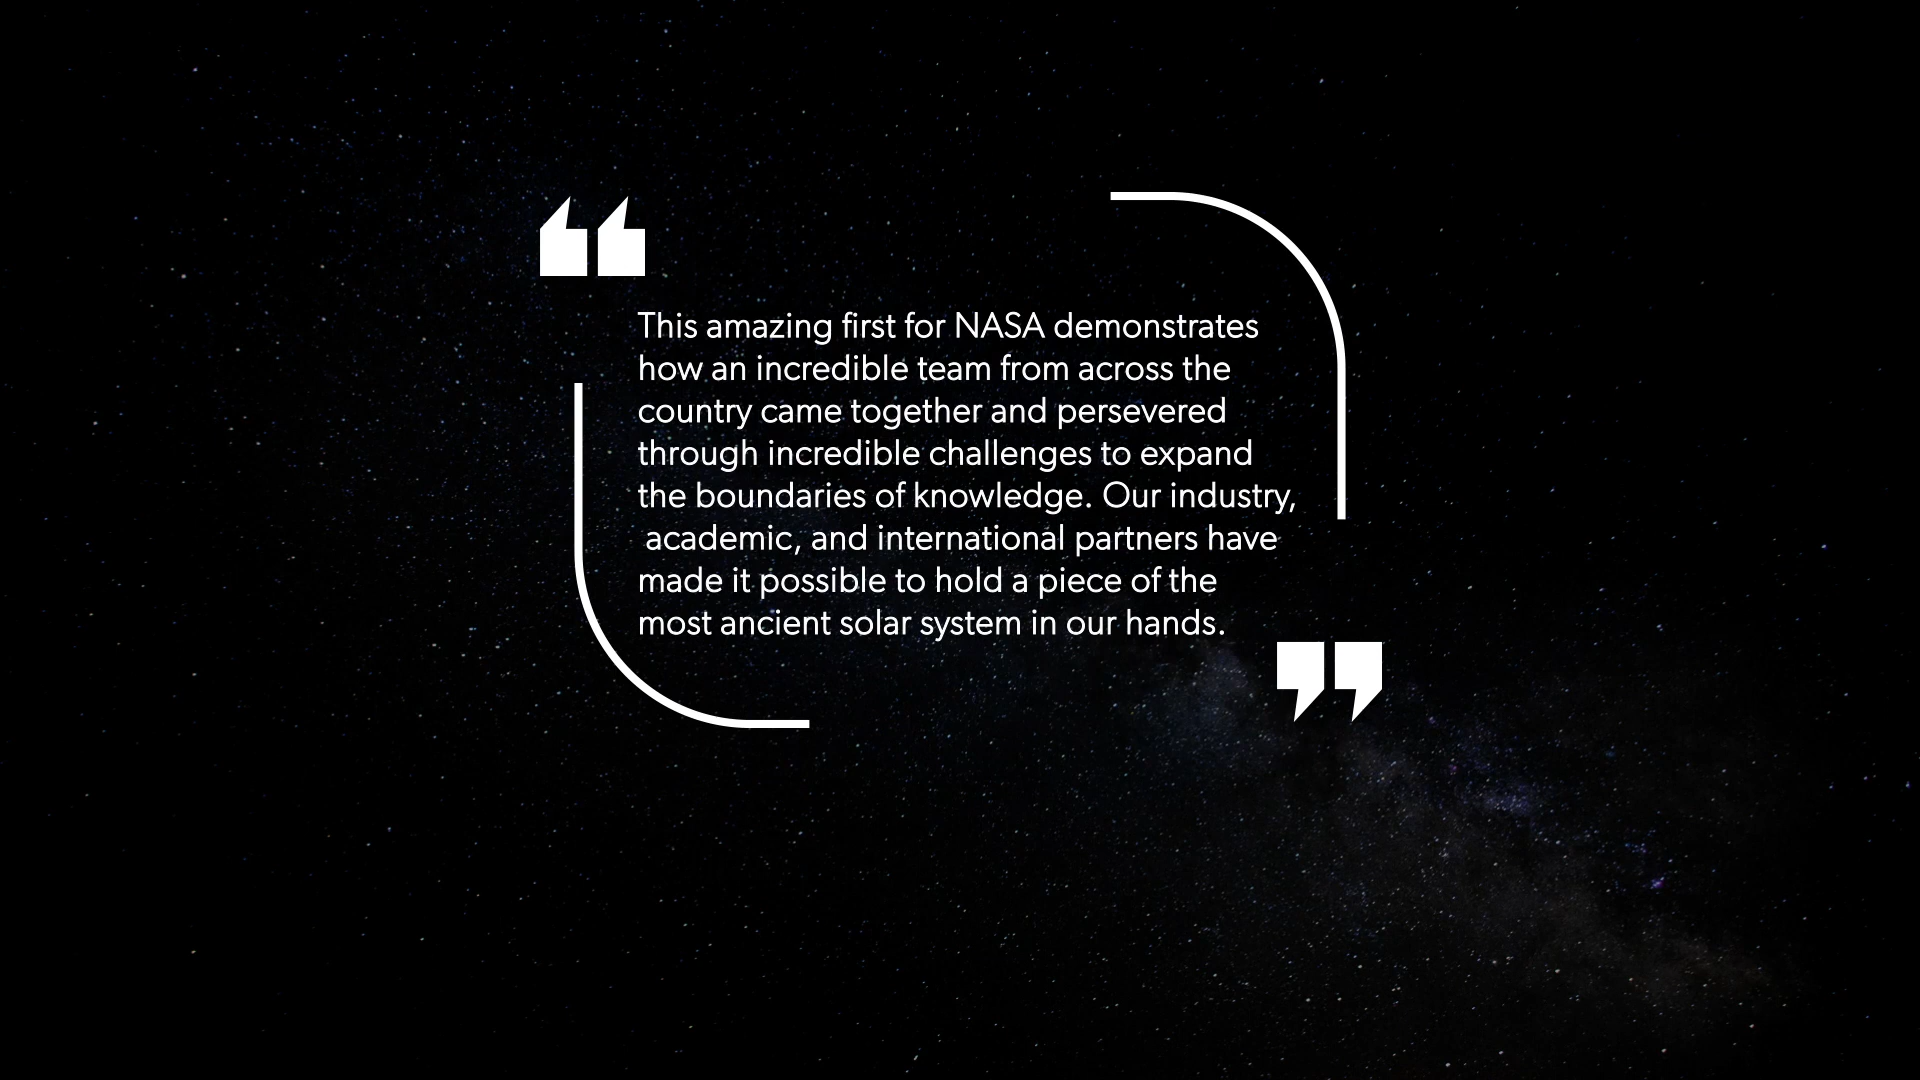 This amazing first for NASA demonstrates
how an incredible team from across the
country came together and persevered
through incredible challenges to expand
the boundaries of knowledge. Our industry,
academic, and international partners have
made it possible to hold a piece of the
most ancient solar system in our hands.